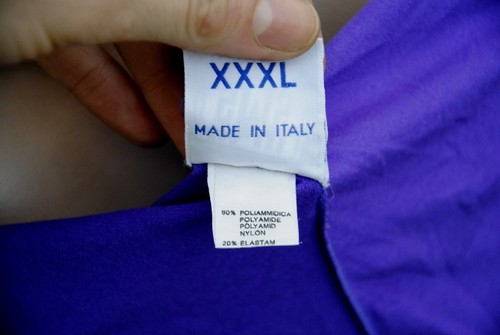 XXXL
MADE IN ITALY
80% POLIAMMIDICA
POLYAMIDE
POLYAMID
NYLON
20% ELASTAM